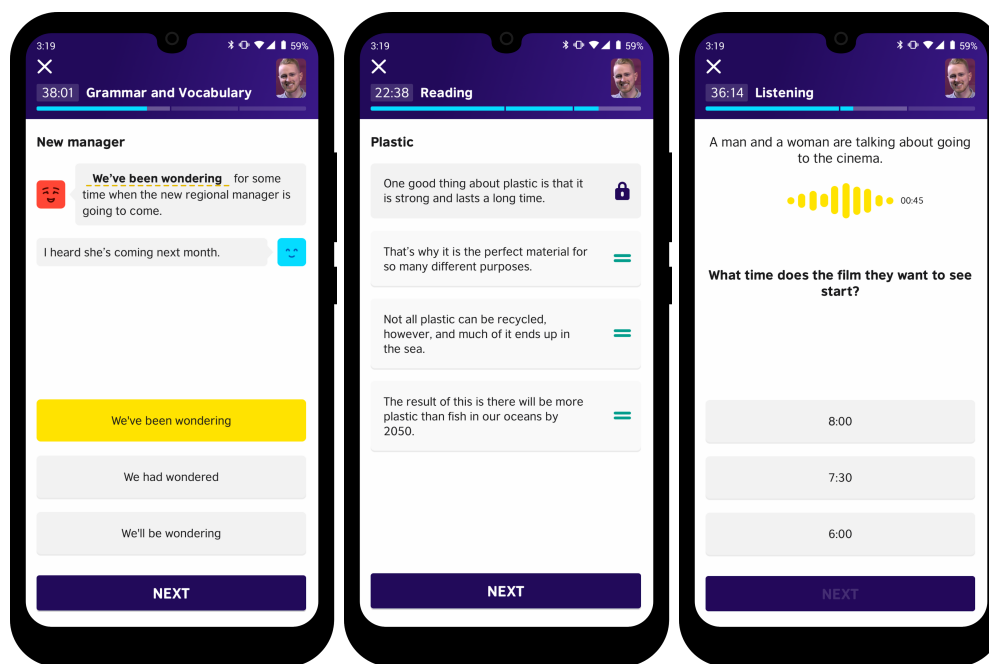 3:19
59%
38:01 Grammar and Vocabulary
New manager
We've been wondering for some
time when the new regional manager is
going to come.
I heard she's coming next month.
We've been wondering
We had wondered
We'll be wondering
NEXT
3:19
59%
22:38 Reading
Plastic
One good thing about plastic is that it
is strong and lasts a long time.
That's why it is the perfect material for
so many different purposes.
Not all plastic can be recycled,
however, and much of it ends up in
the sea.
The result of this is there will be more
plastic than fish in our oceans by
2050.
NEXT
3:19
59%
36:14 Listening
A man and a woman are talking about going
to the cinema.
00:45
What time does the film they want to see
start?
8:00
7:30
6:00
NEXT